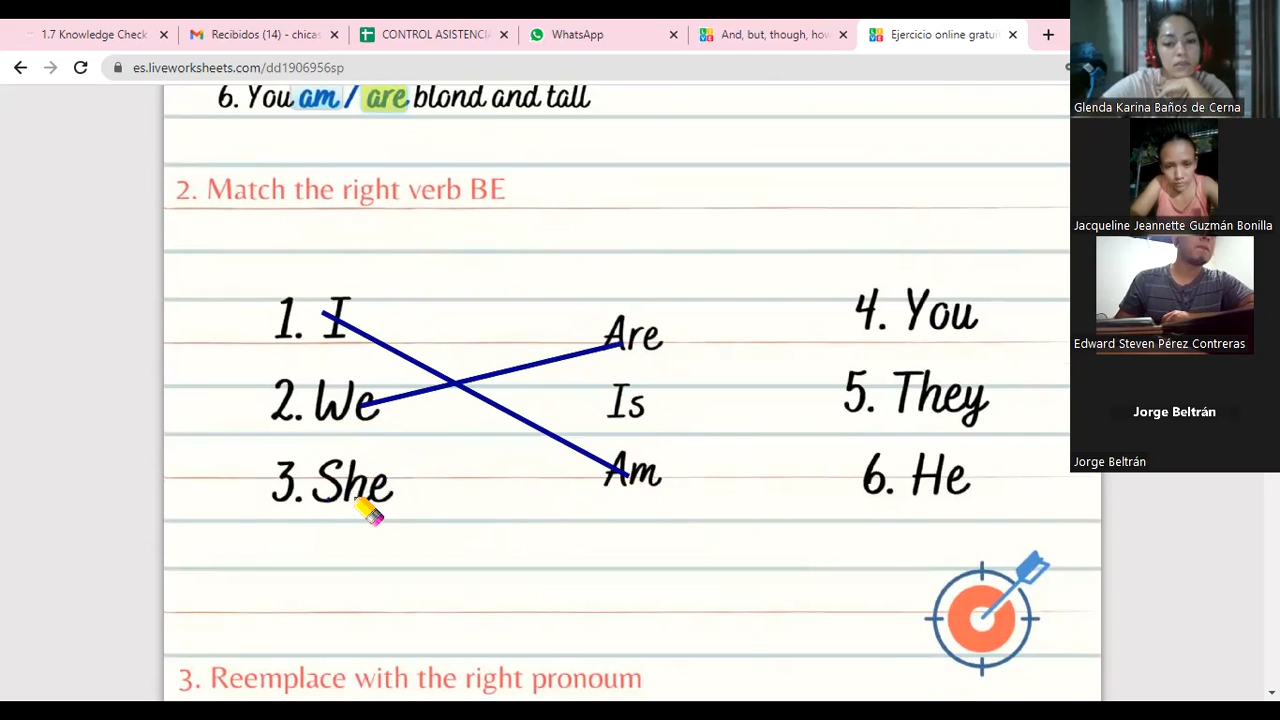 1.7 Knowledge Check
Recibidos (14) - chicas
CONTROL ASISTENCIA
WhatsApp
And, but, though, how
Ejercicio online gratuí
es.liveworksheets.com/dd1906956sp
6. You am / are blond and tall
2. Match the right verb BE
1. I
2. We
3. She
Are
Is
Am
4. You
5. They
6. He
3. Reemplace with the right pronoum
Glenda Karina Baños de Cerna
Jacqueline Jeannette Guzmán Bonilla
Edward Steven Pérez Contreras
Jorge Beltrán
Jorge Beltrán